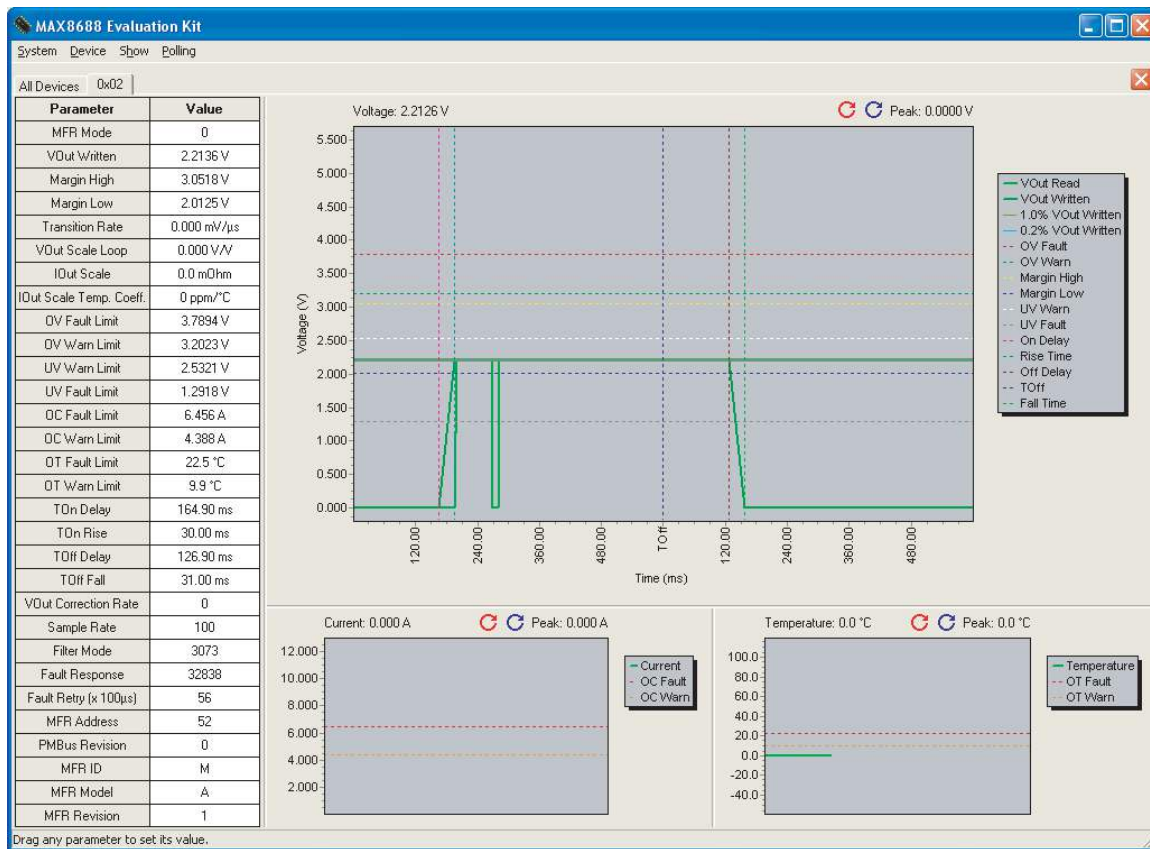 MAX8688 Evaluation Kit
System Device Show Polling
All Devices 0x02
Parameter Value
MFR Mode 0
VOut Written 2.2136 V
Margin High 3.0518 V
Margin Low 2.0125 V
Transition Rate 0.000 mV/µs
VOut Scale Loop 0.000 V/V
IOut Scale 0.0 mOhm
IOut Scale Temp. Coeff. 0 ppm/°C
OV Fault Limit 3.7894 V
OV Warn Limit 3.2023 V
UV Warn Limit 2.5321 V
UV Fault Limit 1.2918 V
OC Fault Limit 6.456 A
OC Warn Limit 4.388 A
OT Fault Limit 22.5 °C
OT Warn Limit 9.9 °C
TOn Delay 164.90 ms
TOn Rise 30.00 ms
TOff Delay 126.90 ms
TOff Fall 31.00 ms
VOut Correction Rate 0
Sample Rate 100
Filter Mode 3073
Fault Response 32838
Fault Retry (x 100µs) 56
MFR Address 52
PMBus Revision 0
MFR ID M
MFR Model A
MFR Revision 1
Voltage: 2.2126 V Peak: 0.0000 V
5.500
5.000
4.500
4.000
3.500
3.000
2.500
2.000
1.500
1.000
0.500
0.000
Voltage (V)
120.00 240.00 360.00 480.00 TOff 120.00 240.00 360.00 480.00
Time (ms)
VOut Read
VOut Written
1.0% VOut Written
0.2% VOut Written
OV Fault
OV Warn
Margin High
Margin Low
UV Warn
UV Fault
On Delay
Rise Time
Off Delay
TOff
Fall Time
Current: 0.000 A Peak: 0.000 A
12.000
10.000
8.000
6.000
4.000
2.000
Current
OC Fault
OC Warn
Temperature: 0.0 °C Peak: 0.0 °C
100.0
80.0
60.0
40.0
20.0
0.0
-20.0
-40.0
Temperature
OT Fault
OT Warn
Drag any parameter to set its value.